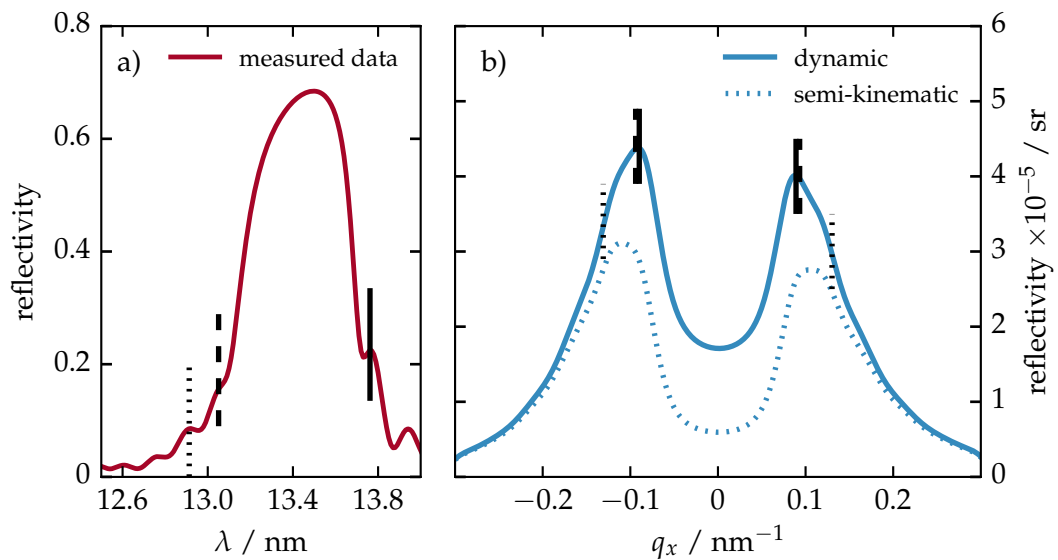 a)
measured data
reflectivity
0.8
0.6
0.4
0.2
0
12.6
13.0
13.4
13.8
λ / nm
b)
dynamic
semi-kinematic
6
5
4
3
2
1
0
reflectivity ×10⁻⁵ / sr
−0.2
−0.1
0
0.1
0.2
qₓ / nm⁻¹